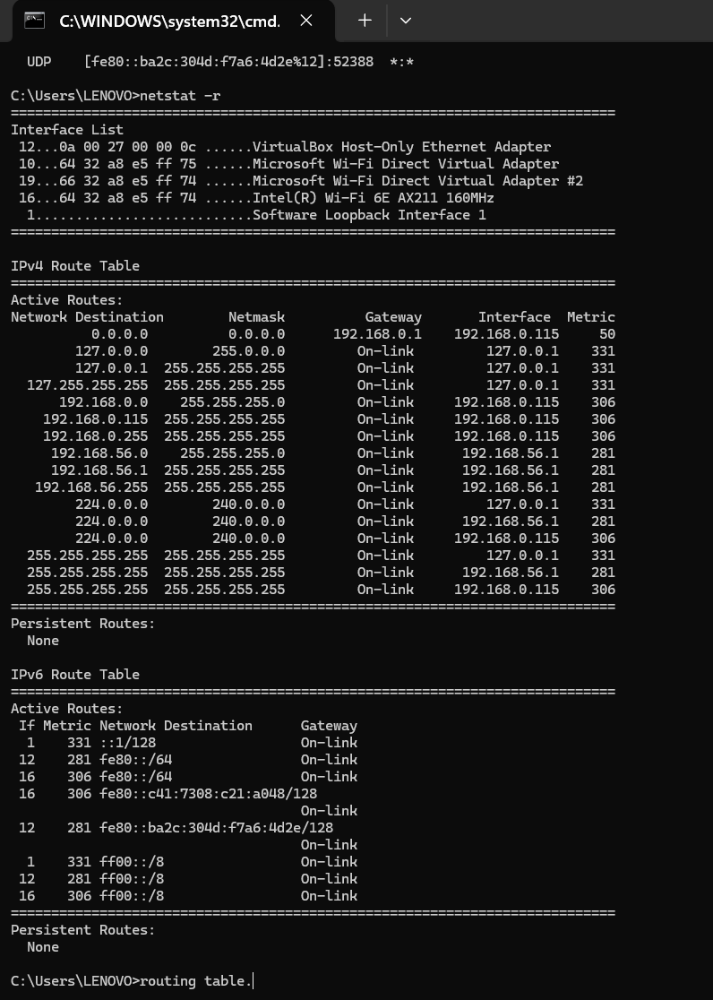 C:\WINDOWS\system32\cmd.
  UDP    [fe80::ba2c:304d:f7a6:4d2e%12]:52388  *:*
C:\Users\LENOVO>netstat -r
===========================================================================
Interface List
 12...0a 00 27 00 00 0c ......VirtualBox Host-Only Ethernet Adapter
 10...64 32 a8 e5 ff 75 ......Microsoft Wi-Fi Direct Virtual Adapter
 19...66 32 a8 e5 ff 74 ......Microsoft Wi-Fi Direct Virtual Adapter #2
 16...64 32 a8 e5 ff 74 ......Intel(R) Wi-Fi 6E AX211 160MHz
  1...........................Software Loopback Interface 1
===========================================================================
IPv4 Route Table
===========================================================================
Active Routes:
Network Destination        Netmask          Gateway       Interface  Metric
          0.0.0.0          0.0.0.0      192.168.0.1    192.168.0.115     50
        127.0.0.0        255.0.0.0         On-link         127.0.0.1    331
        127.0.0.1  255.255.255.255         On-link         127.0.0.1    331
  127.255.255.255  255.255.255.255         On-link         127.0.0.1    331
      192.168.0.0    255.255.255.0         On-link     192.168.0.115    306
    192.168.0.115  255.255.255.255         On-link     192.168.0.115    306
    192.168.0.255  255.255.255.255         On-link     192.168.0.115    306
     192.168.56.0    255.255.255.0         On-link      192.168.56.1    281
     192.168.56.1  255.255.255.255         On-link      192.168.56.1    281
   192.168.56.255  255.255.255.255         On-link      192.168.56.1    281
        224.0.0.0        240.0.0.0         On-link         127.0.0.1    331
        224.0.0.0        240.0.0.0         On-link      192.168.56.1    281
        224.0.0.0        240.0.0.0         On-link     192.168.0.115    306
  255.255.255.255  255.255.255.255         On-link         127.0.0.1    331
  255.255.255.255  255.255.255.255         On-link      192.168.56.1    281
  255.255.255.255  255.255.255.255         On-link     192.168.0.115    306
===========================================================================
Persistent Routes:
  None
IPv6 Route Table
===========================================================================
Active Routes:
 If Metric Network Destination      Gateway
  1    331 ::1/128                  On-link
 12    281 fe80::/64                On-link
 16    306 fe80::/64                On-link
 16    306 fe80::c41:7308:c21:a048/128
                                    On-link
 12    281 fe80::ba2c:304d:f7a6:4d2e/128
                                    On-link
  1    331 ff00::/8                 On-link
 12    281 ff00::/8                 On-link
 16    306 ff00::/8                 On-link
===========================================================================
Persistent Routes:
  None
C:\Users\LENOVO>routing table.